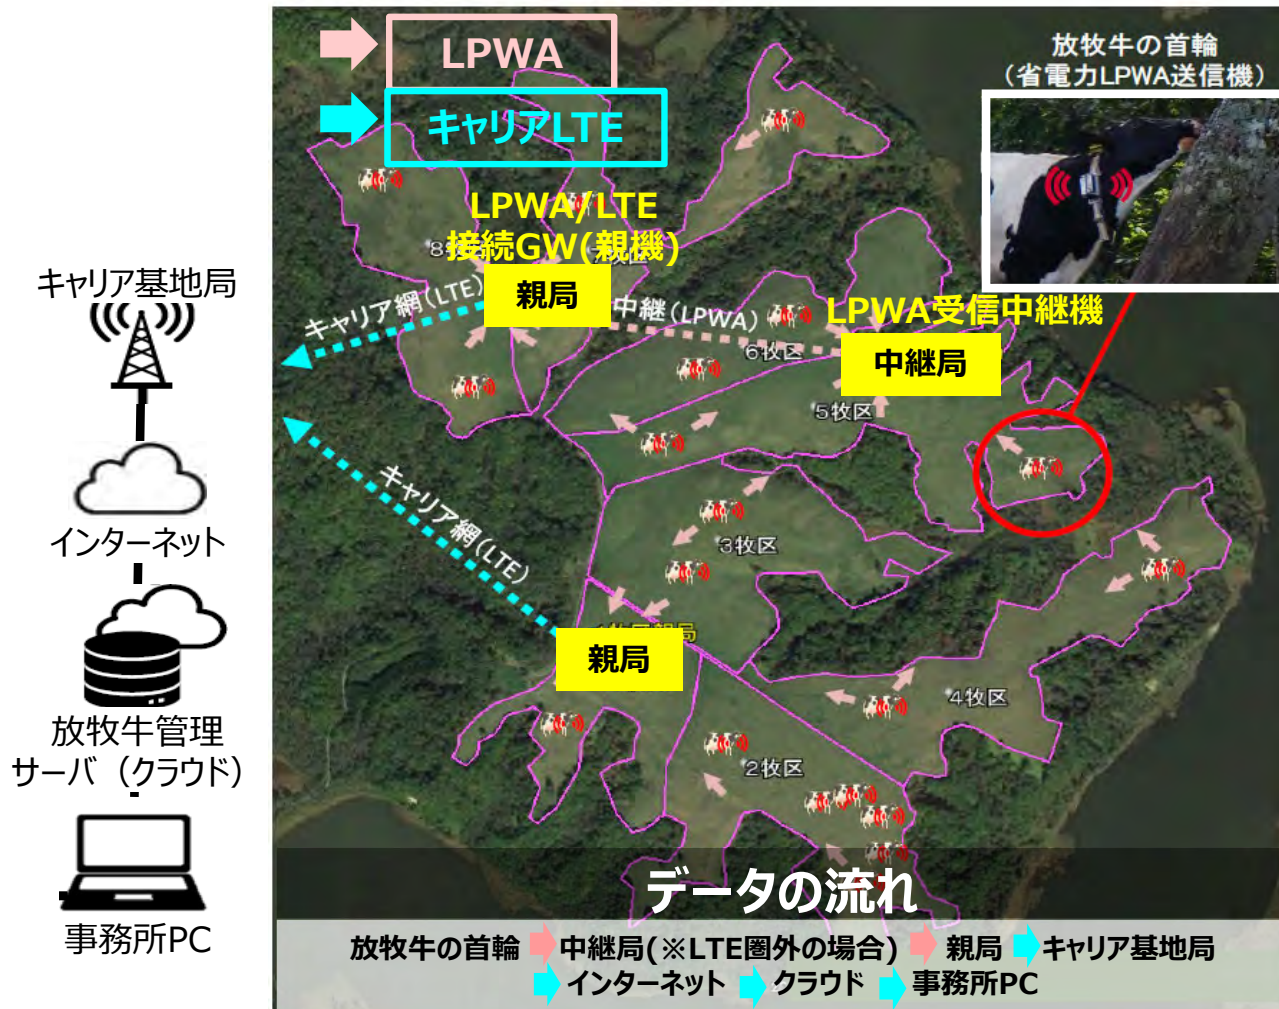 LPWA
キャリアLTE
放牧牛の首輪
(省電力LPWA送信機)
LPWA/LTE
接続GW(親機)
親局
キャリア網(LTE)
中継(LPWA)
LPWA受信中継機
中継局
6牧区
5牧区
キャリア網(LTE)
3牧区
親局
4牧区
2牧区
キャリア基地局
インターネット
放牧牛管理
サーバ（クラウド）
事務所PC
データの流れ
放牧牛の首輪 中継局(※LTE圏外の場合) 親局 キャリア基地局
インターネット クラウド 事務所PC